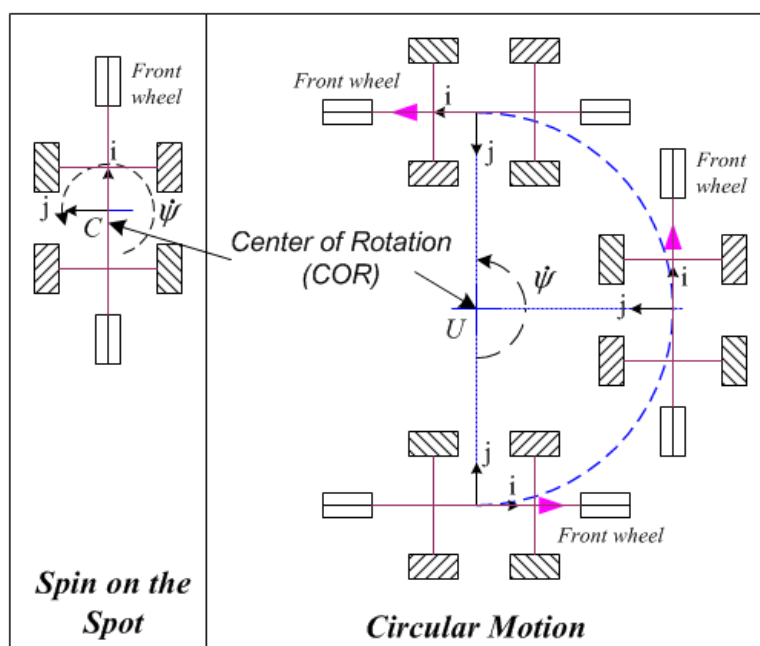 Front
wheel
i
j
C
ψ̇
Spin on the
Spot
Center of Rotation
(COR)
Front wheel
i
j
Front
wheel
ψ̇
i
j
U
j
i
Front wheel
Circular Motion